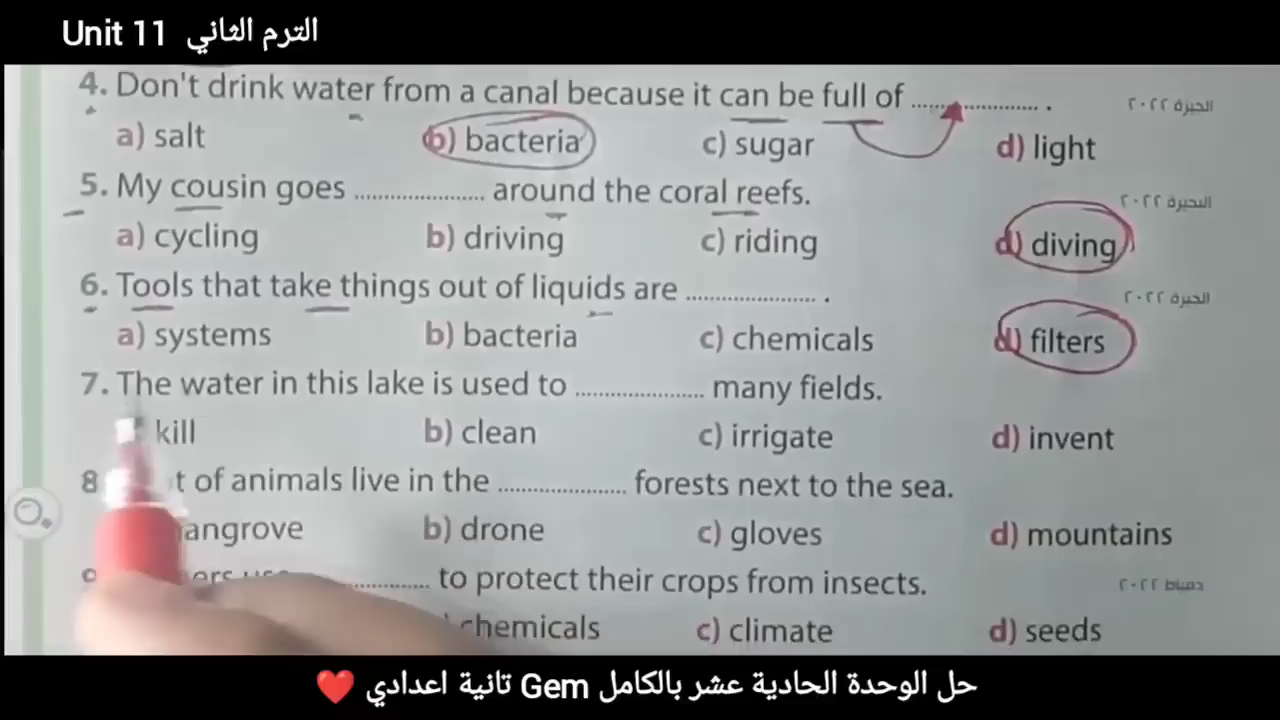 Unit 11 الترم الثاني
4. Don't drink water from a canal because it can be full of ........................ . الجيزة ٢٠٢٢
a) salt b) bacteria c) sugar d) light
5. My cousin goes ........................ around the coral reefs. البحيرة ٢٠٢٢
a) cycling b) driving c) riding d) diving
6. Tools that take things out of liquids are ........................ . الجيزة ٢٠٢٢
a) systems b) bacteria c) chemicals d) filters
7. The water in this lake is used to ........................ many fields.
kill b) clean c) irrigate d) invent
8 t of animals live in the ........................ forests next to the sea.
angrove b) drone c) gloves d) mountains
........................ to protect their crops from insects. دمياط ٢٠٢٢
chemicals c) climate d) seeds
حل الوحدة الحادية عشر بالكامل Gem تانية اعدادي ❤️